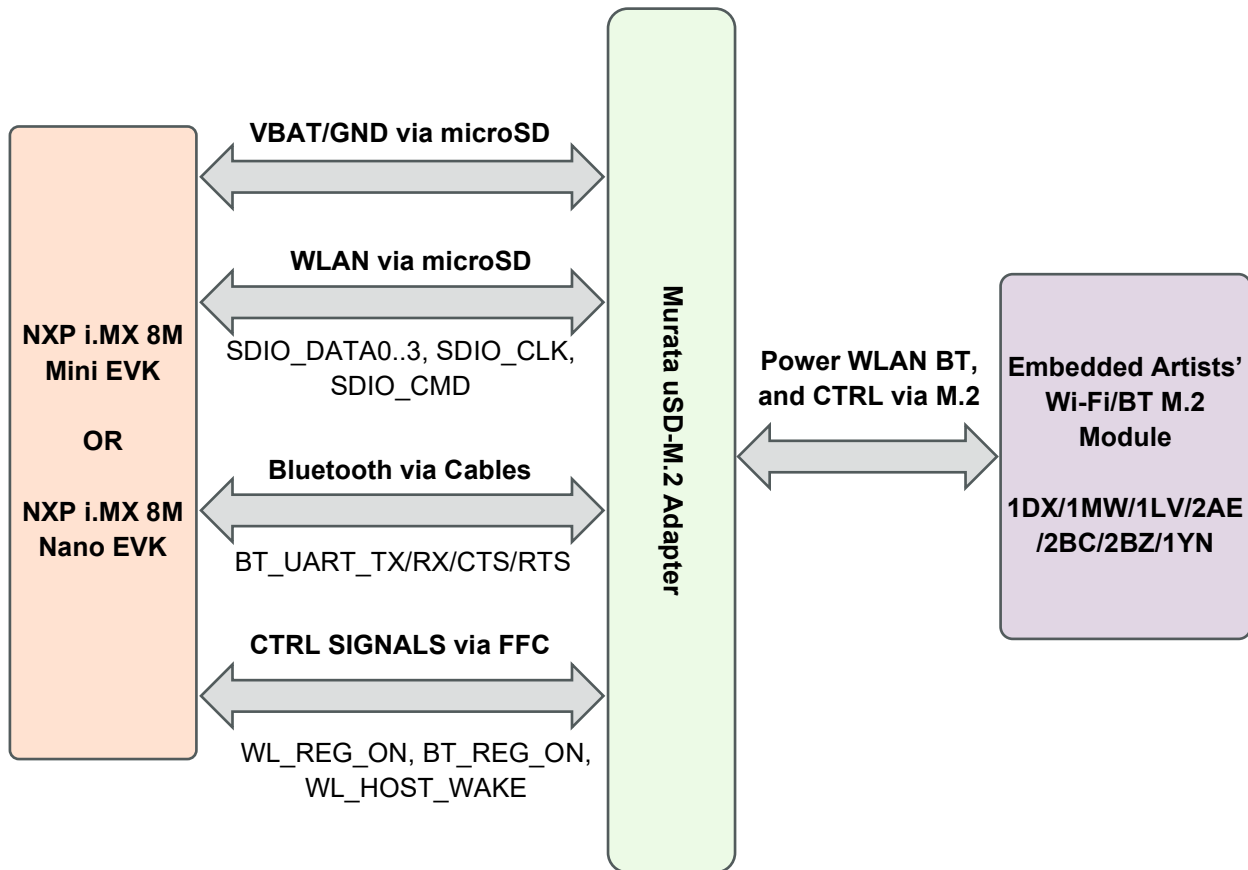 VBAT/GND via microSD
WLAN via microSD
SDIO_DATA0..3, SDIO_CLK,
SDIO_CMD
NXP i.MX 8M
Mini EVK
OR
NXP i.MX 8M
Nano EVK
Bluetooth via Cables
BT_UART_TX/RX/CTS/RTS
CTRL SIGNALS via FFC
WL_REG_ON, BT_REG_ON,
WL_HOST_WAKE
Murata uSD-M.2 Adapter
Power WLAN BT,
and CTRL via M.2
Embedded Artists’
Wi-Fi/BT M.2
Module
1DX/1MW/1LV/2AE
/2BC/2BZ/1YN